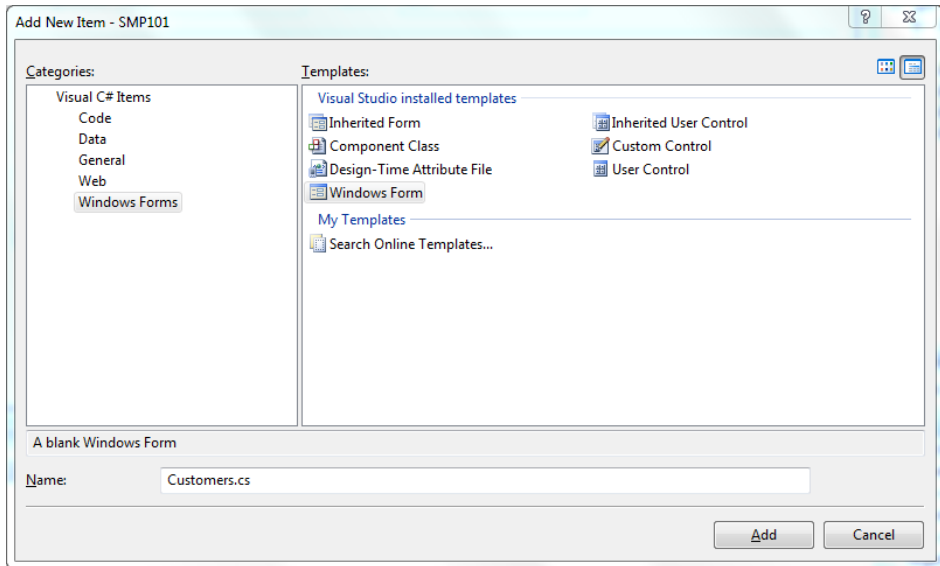 Add New Item - SMP101
Categories:
Templates:
Visual C# Items
Code
Data
General
Web
Windows Forms
Visual Studio installed templates
Inherited Form
Inherited User Control
Component Class
Custom Control
Design-Time Attribute File
User Control
Windows Form
My Templates
Search Online Templates...
A blank Windows Form
Name:
Customers.cs
Add
Cancel